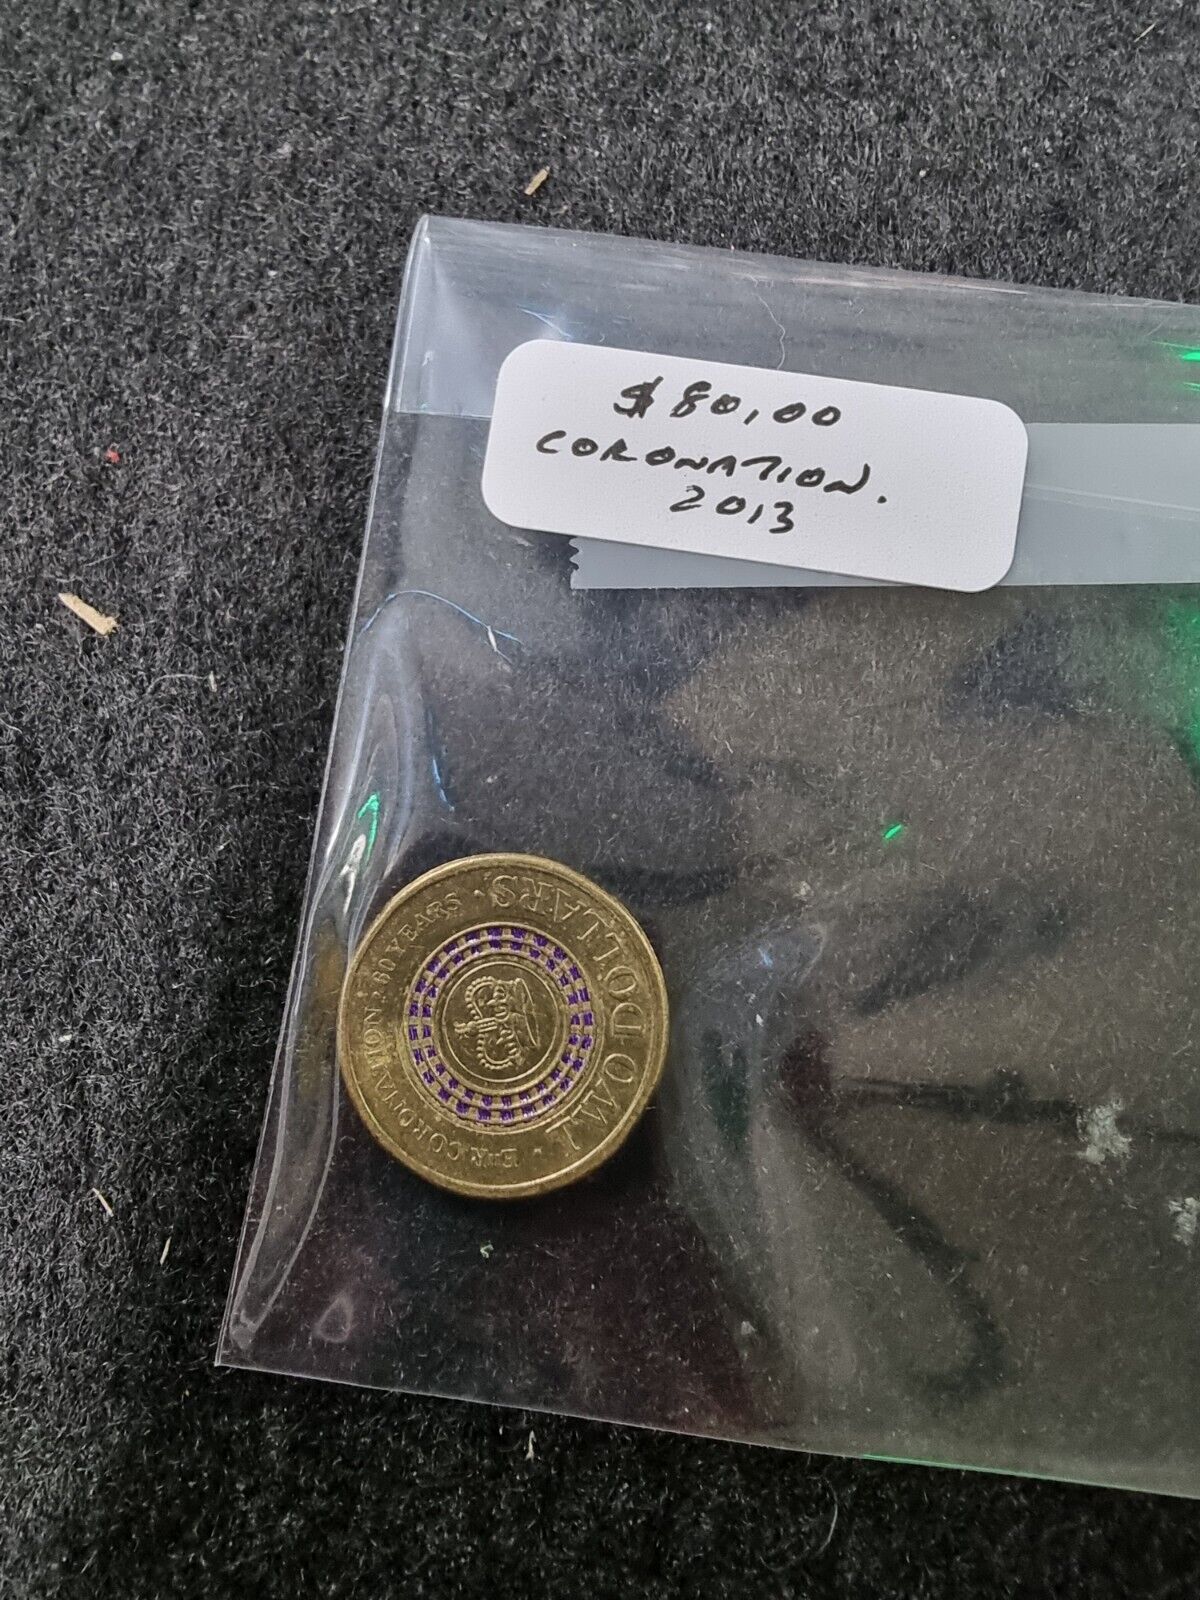 $80,00
CORONATION.
2013
TWO DOLLARS
EIIR CORONATION 60 YEARS